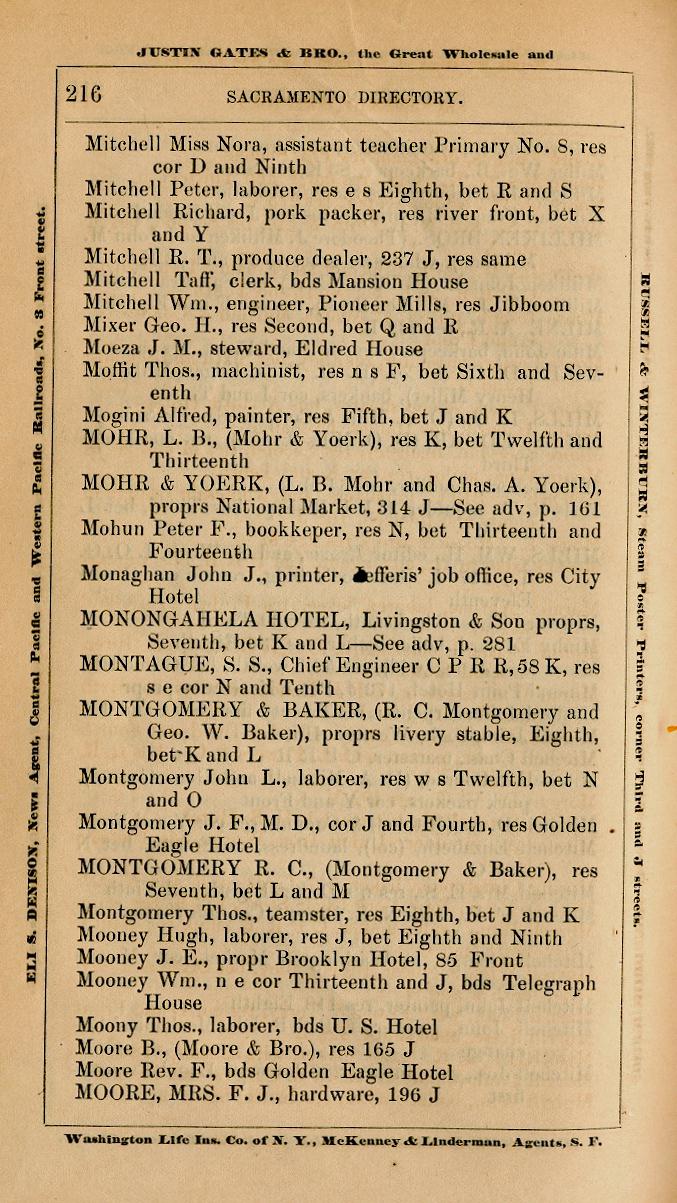 JUSTIN GATES & BRO., the Great Wholesale and
216
SACRAMENTO DIRECTORY.
Mitchell Miss Nora, assistant teacher Primary No. 8, res
cor D and Ninth
Mitchell Peter, laborer, res e s Eighth, bet R and S
Mitchell Richard, pork packer, res river front, bet X
and Y
Mitchell R. T., produce dealer, 237 J, res same
Mitchell Taff, clerk, bds Mansion House
Mitchell Wm., engineer, Pioneer Mills, res Jibboom
Mixer Geo. H., res Second, bet Q and R
Moeza J. M., steward, Eldred House
Moffit Thos., machinist, res n s F, bet Sixth and Sev-
enth
Mogini Alfred, painter, res Fifth, bet J and K
MOHR, L. B., (Mohr & Yoerk), res K, bet Twelfth and
Thirteenth
MOHR & YOERK, (L. B. Mohr and Chas. A. Yoerk),
proprs National Market, 314 J—See adv, p. 161
Mohun Peter F., bookkeper, res N, bet Thirteenth and
Fourteenth
Monaghan John J., printer, Jefferis' job office, res City
Hotel
MONONGAHELA HOTEL, Livingston & Son proprs,
Seventh, bet K and L—See adv, p. 281
MONTAGUE, S. S., Chief Engineer C P R R, 58 K, res
s e cor N and Tenth
MONTGOMERY & BAKER, (R. C. Montgomery and
Geo. W. Baker), proprs livery stable, Eighth,
bet K and L
Montgomery John L., laborer, res w s Twelfth, bet N
and O
Montgomery J. F., M. D., cor J and Fourth, res Golden
Eagle Hotel
MONTGOMERY R. C., (Montgomery & Baker), res
Seventh, bet L and M
Montgomery Thos., teamster, res Eighth, bet J and K
Mooney Hugh, laborer, res J, bet Eighth and Ninth
Mooney J. E., propr Brooklyn Hotel, 85 Front
Mooney Wm., n e cor Thirteenth and J, bds Telegraph
House
Moony Thos., laborer, bds U. S. Hotel
Moore B., (Moore & Bro.), res 165 J
Moore Rev. F., bds Golden Eagle Hotel
MOORE, MRS. F. J., hardware, 196 J
ELI S. DENISON, News Agent, Central Pacific and Western Pacific Railroads, No. 3 Front street.
RUSSELL & WINTERBURN, Steam Poster Printers, corner Third and J streets.
Washington Life Ins. Co. of N. Y., McKenney & Linderman, Agents, S. F.